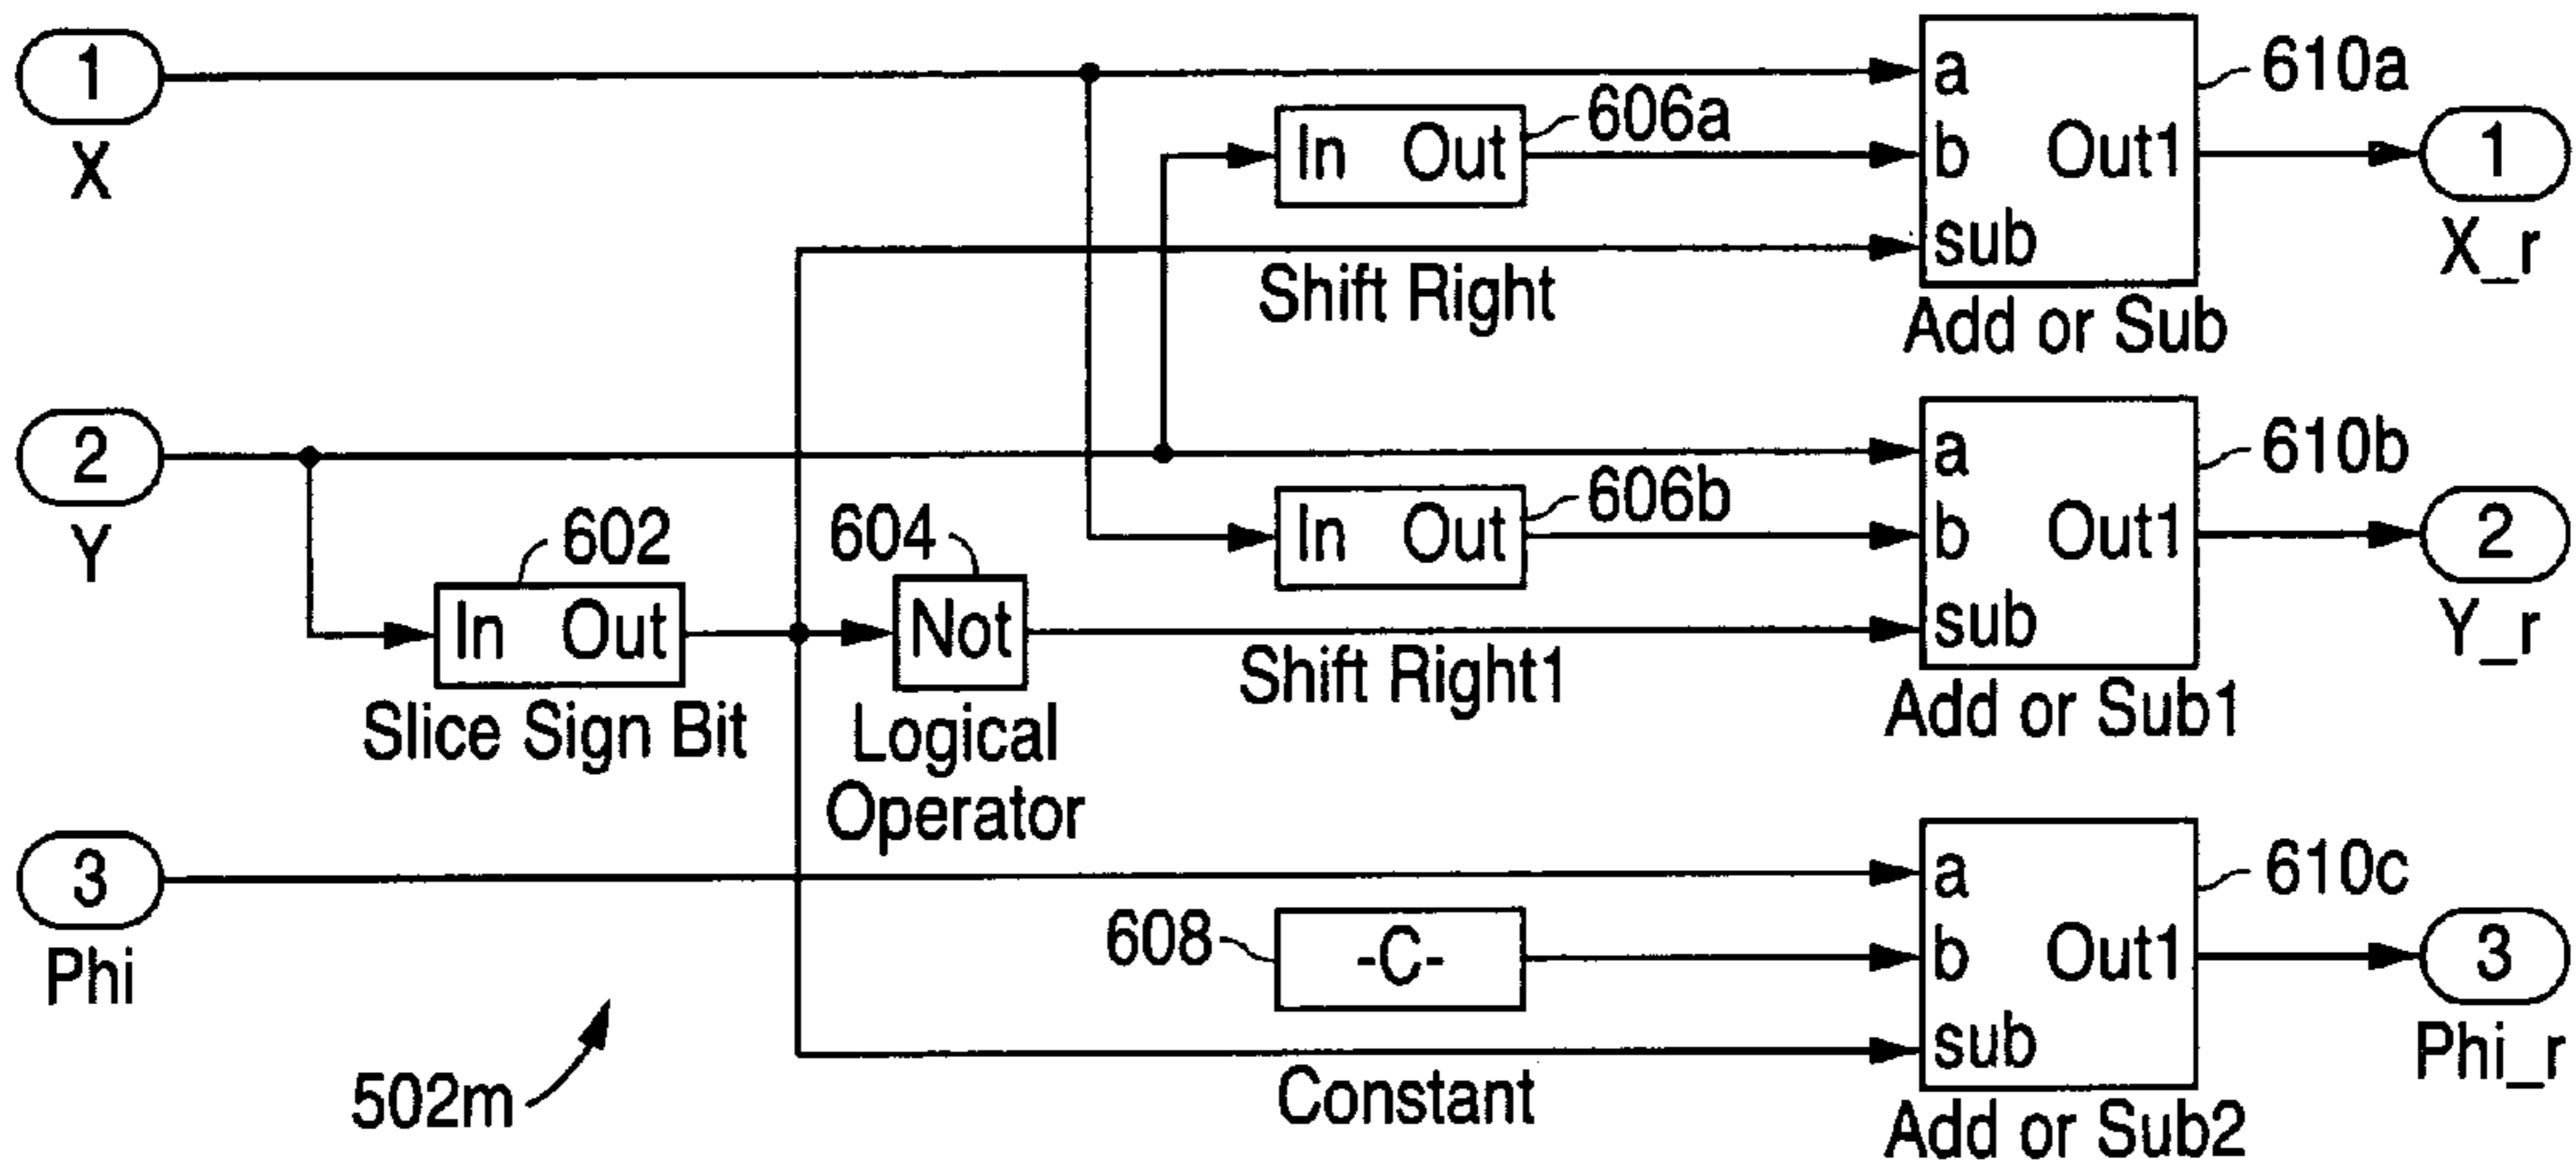 1
X
In Out
606a
a
b
sub
Out1
610a
1
X_r
Shift Right
Add or Sub
2
Y
602
In Out
Slice Sign Bit
604
Not
Logical
Operator
In Out
606b
Shift Right1
a
b
sub
Out1
610b
2
Y_r
Add or Sub1
3
Phi
608
-C-
Constant
a
b
sub
Out1
610c
3
Phi_r
Add or Sub2
502m